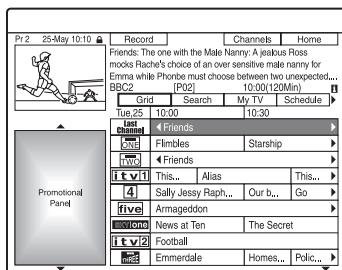 Pr 2 25-May 10:10
Record Channels Home
Friends: The one with the Male Nanny: A jealous Ross
mocks Rache's choice of an over sensitive male nanny for
Emma while Phonbe must choose between two unexpected....
BBC2 [P02] 10:00(120Min) i
Grid Search My TV Schedule
Tue,25 10:00 10:30
Last Channel Friends
ONE Flimbles Starship
TWO Friends
itv1 This... Alias This...
4 Sally Jessy Raph... Our b... Go
five Armageddon
sky one News at Ten The Secret
itv2 Football
THREE Emmerdale Homes... Polic...
Promotional
Panel